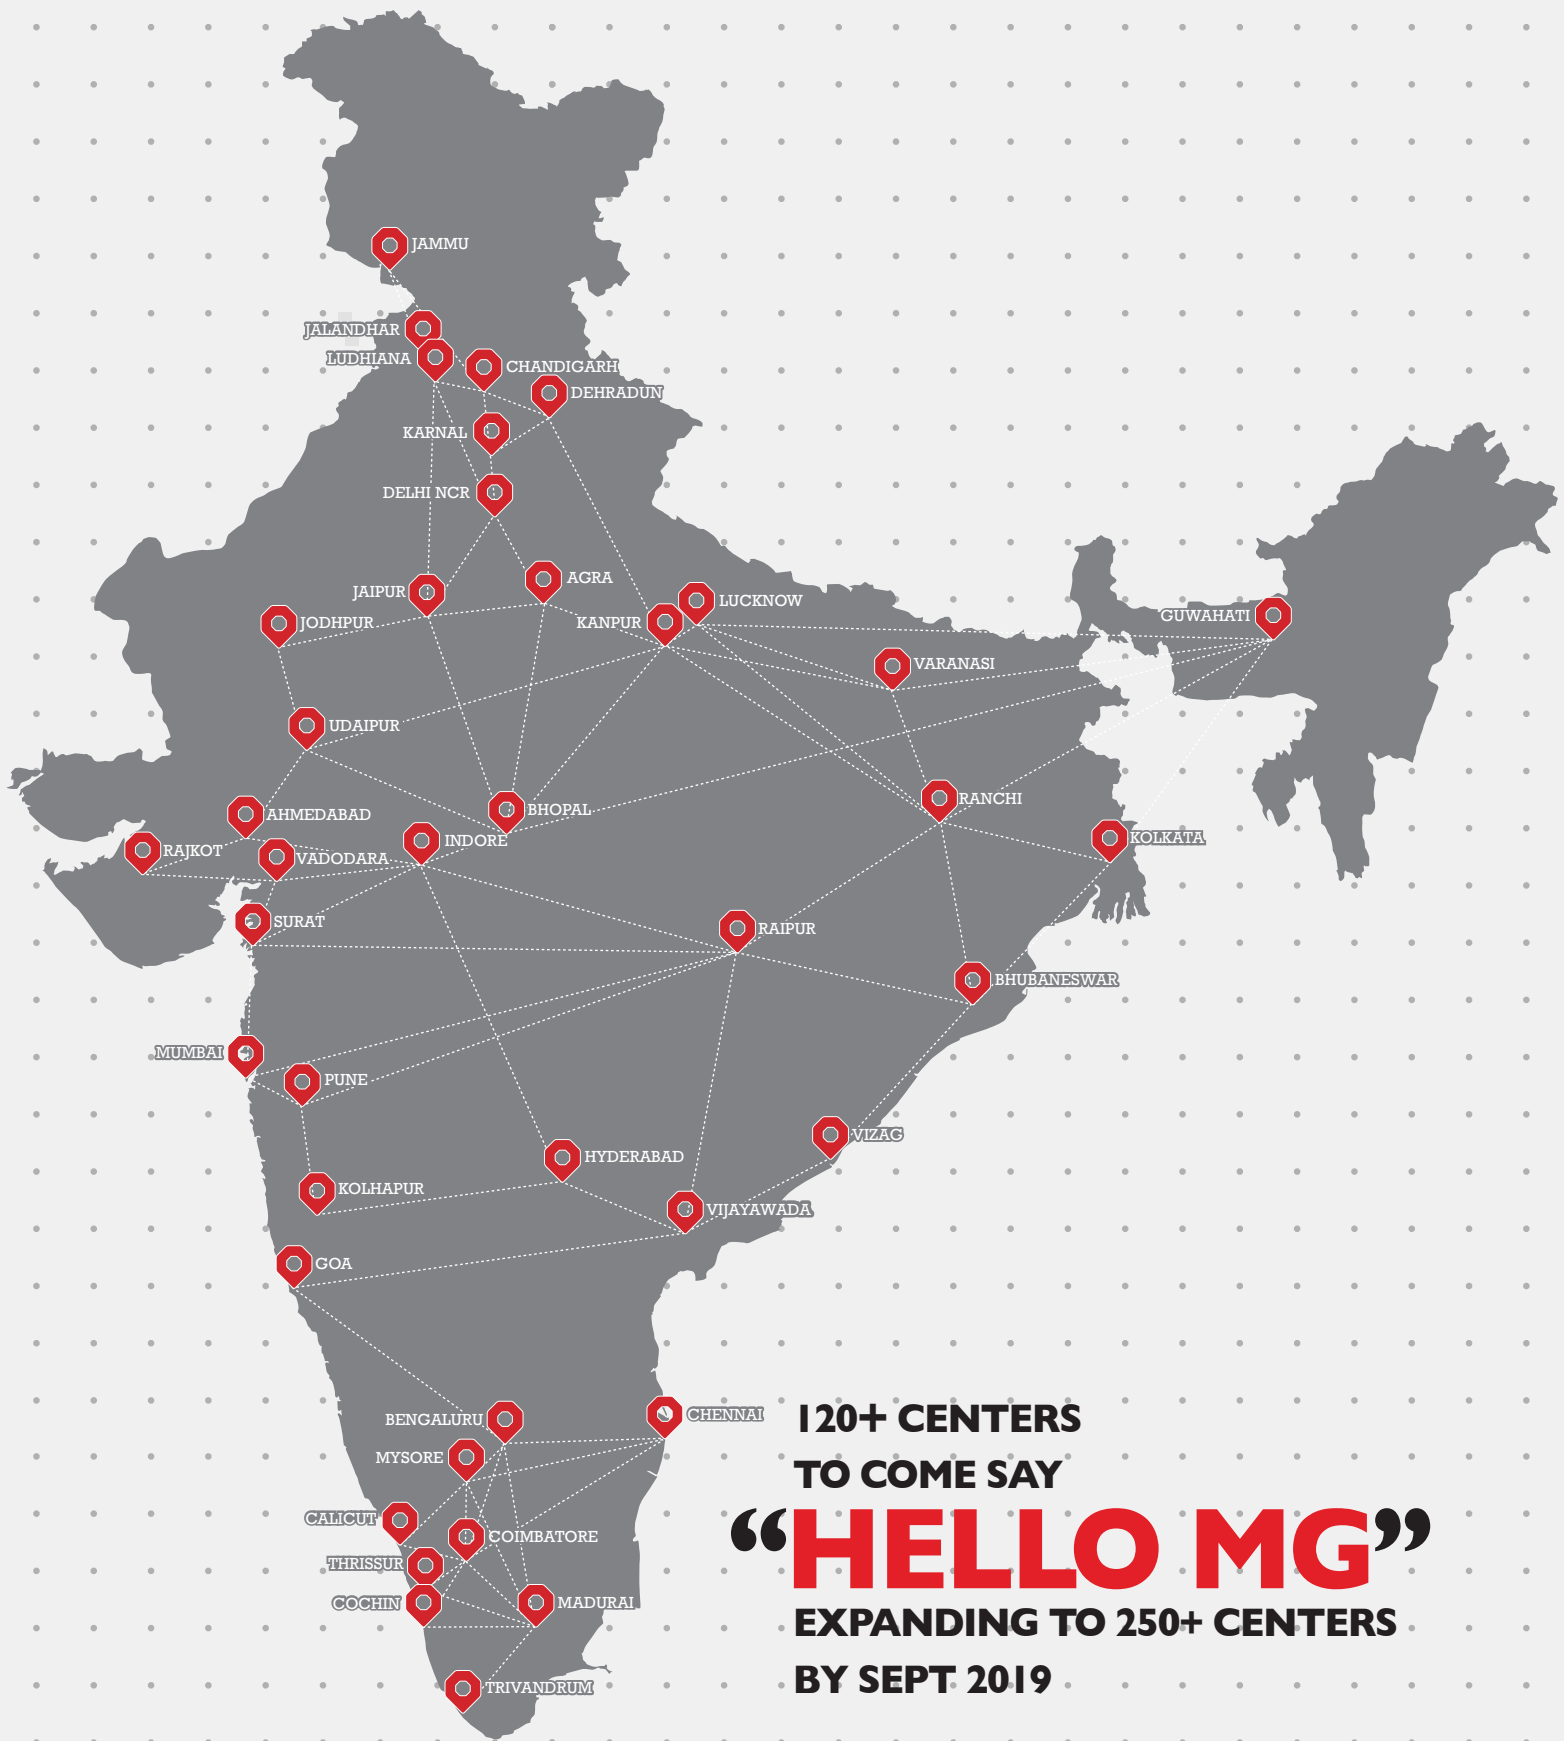 JAMMU
JALANDHAR
LUDHIANA
CHANDIGARH
DEHRADUN
KARNAL
DELHI NCR
JAIPUR
AGRA
LUCKNOW
JODHPUR
KANPUR
GUWAHATI
VARANASI
UDAIPUR
AHMEDABAD
BHOPAL
RANCHI
RAJKOT
VADODARA
INDORE
KOLKATA
SURAT
RAIPUR
BHUBANESWAR
MUMBAI
PUNE
VIZAG
HYDERABAD
KOLHAPUR
VIJAYAWADA
GOA
BENGALURU
CHENNAI
MYSORE
CALICUT
COIMBATORE
THRISSUR
COCHIN
MADURAI
TRIVANDRUM
120+ CENTERS
TO COME SAY
“HELLO MG”
EXPANDING TO 250+ CENTERS
BY SEPT 2019